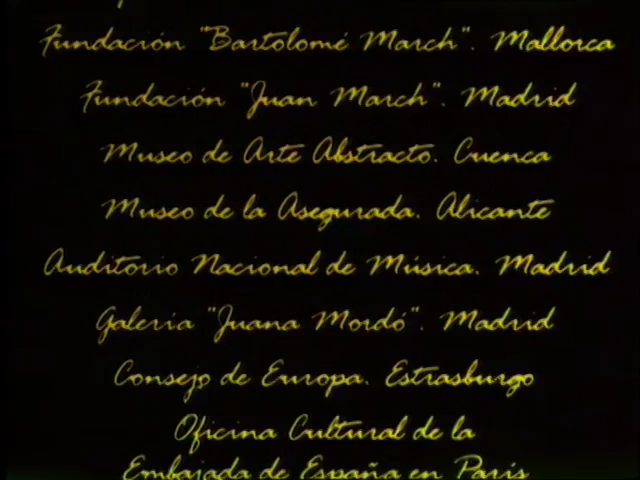 Fundación "Bartolomé March". Mallorca
Fundación "Juan March". Madrid
Museo de Arte Abstracto. Cuenca
Museo de la Asegurada. Alicante
Auditorio Nacional de Música. Madrid
Galería "Juana Mordó". Madrid
Consejo de Europa. Estrasburgo
Oficina Cultural de la
Embajada de España en París